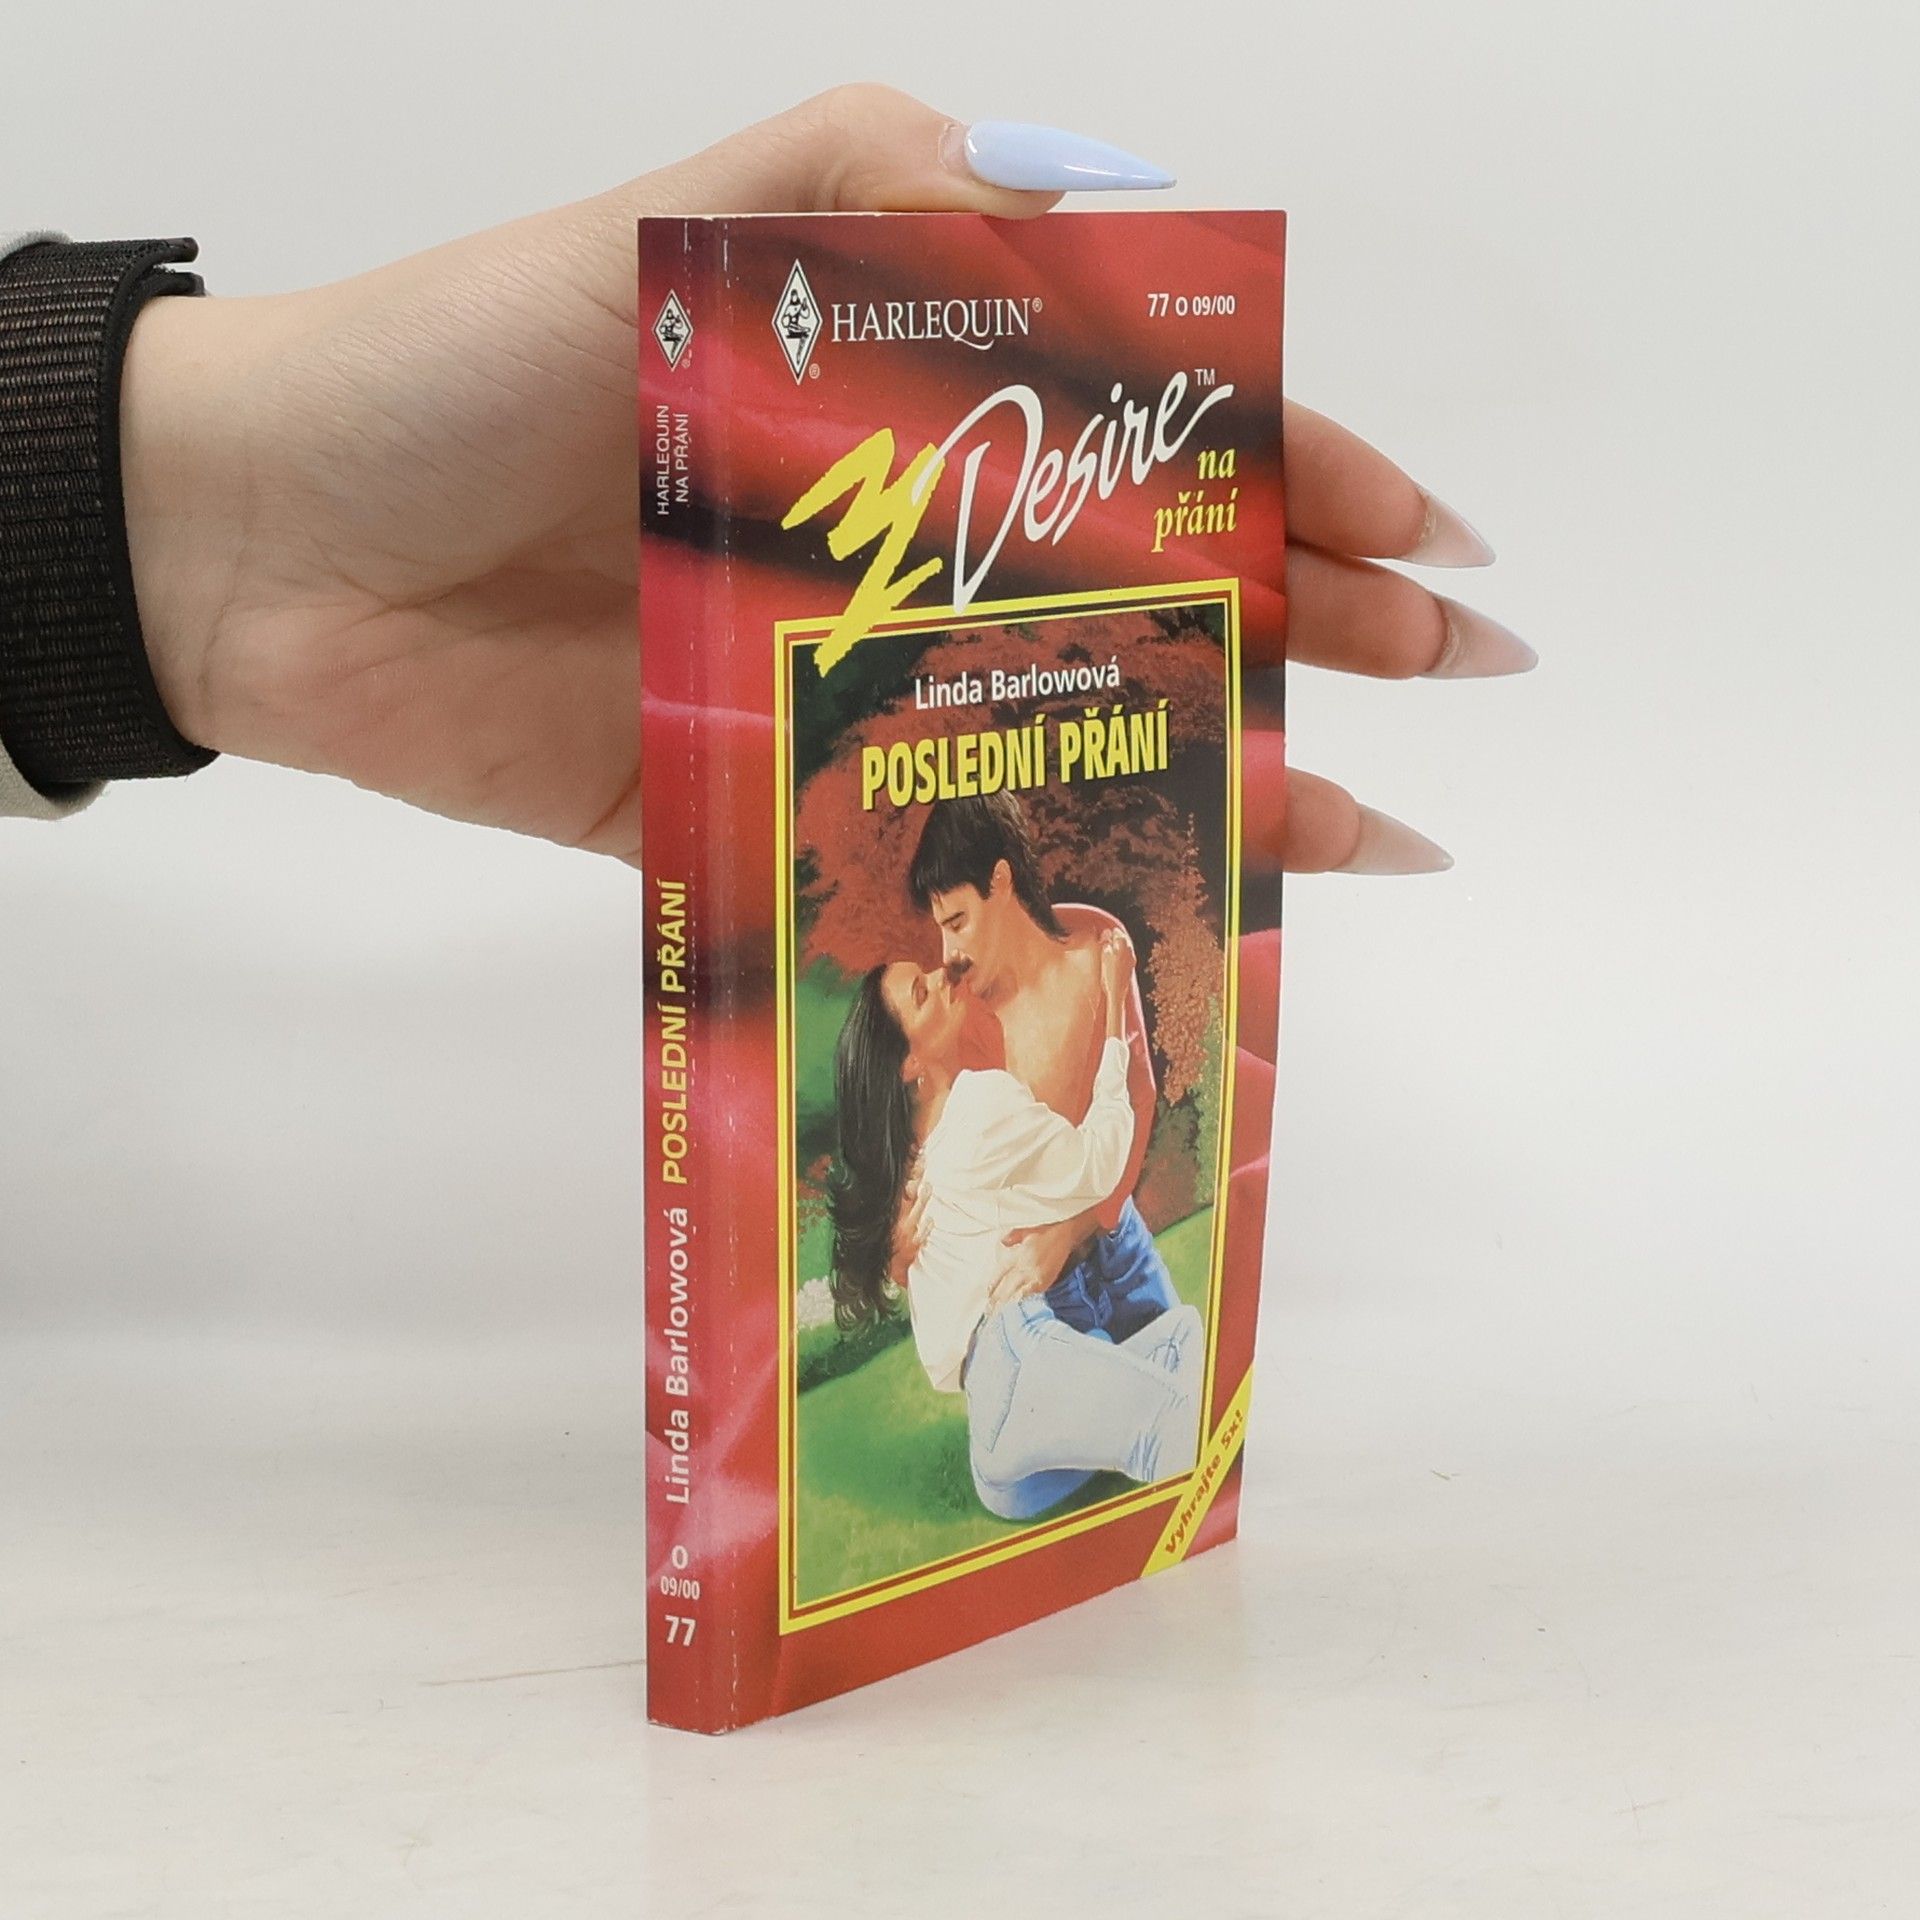 HARLEQUIN®
77 O 09/00
Desire™
na
přání
Linda Barlowová
POSLEDNÍ PŘÁNÍ
Vyhrajte 5x!
HARLEQUIN
NA PŘÁNÍ
Linda Barlowová POSLEDNÍ PŘÁNÍ
O
09/00
77